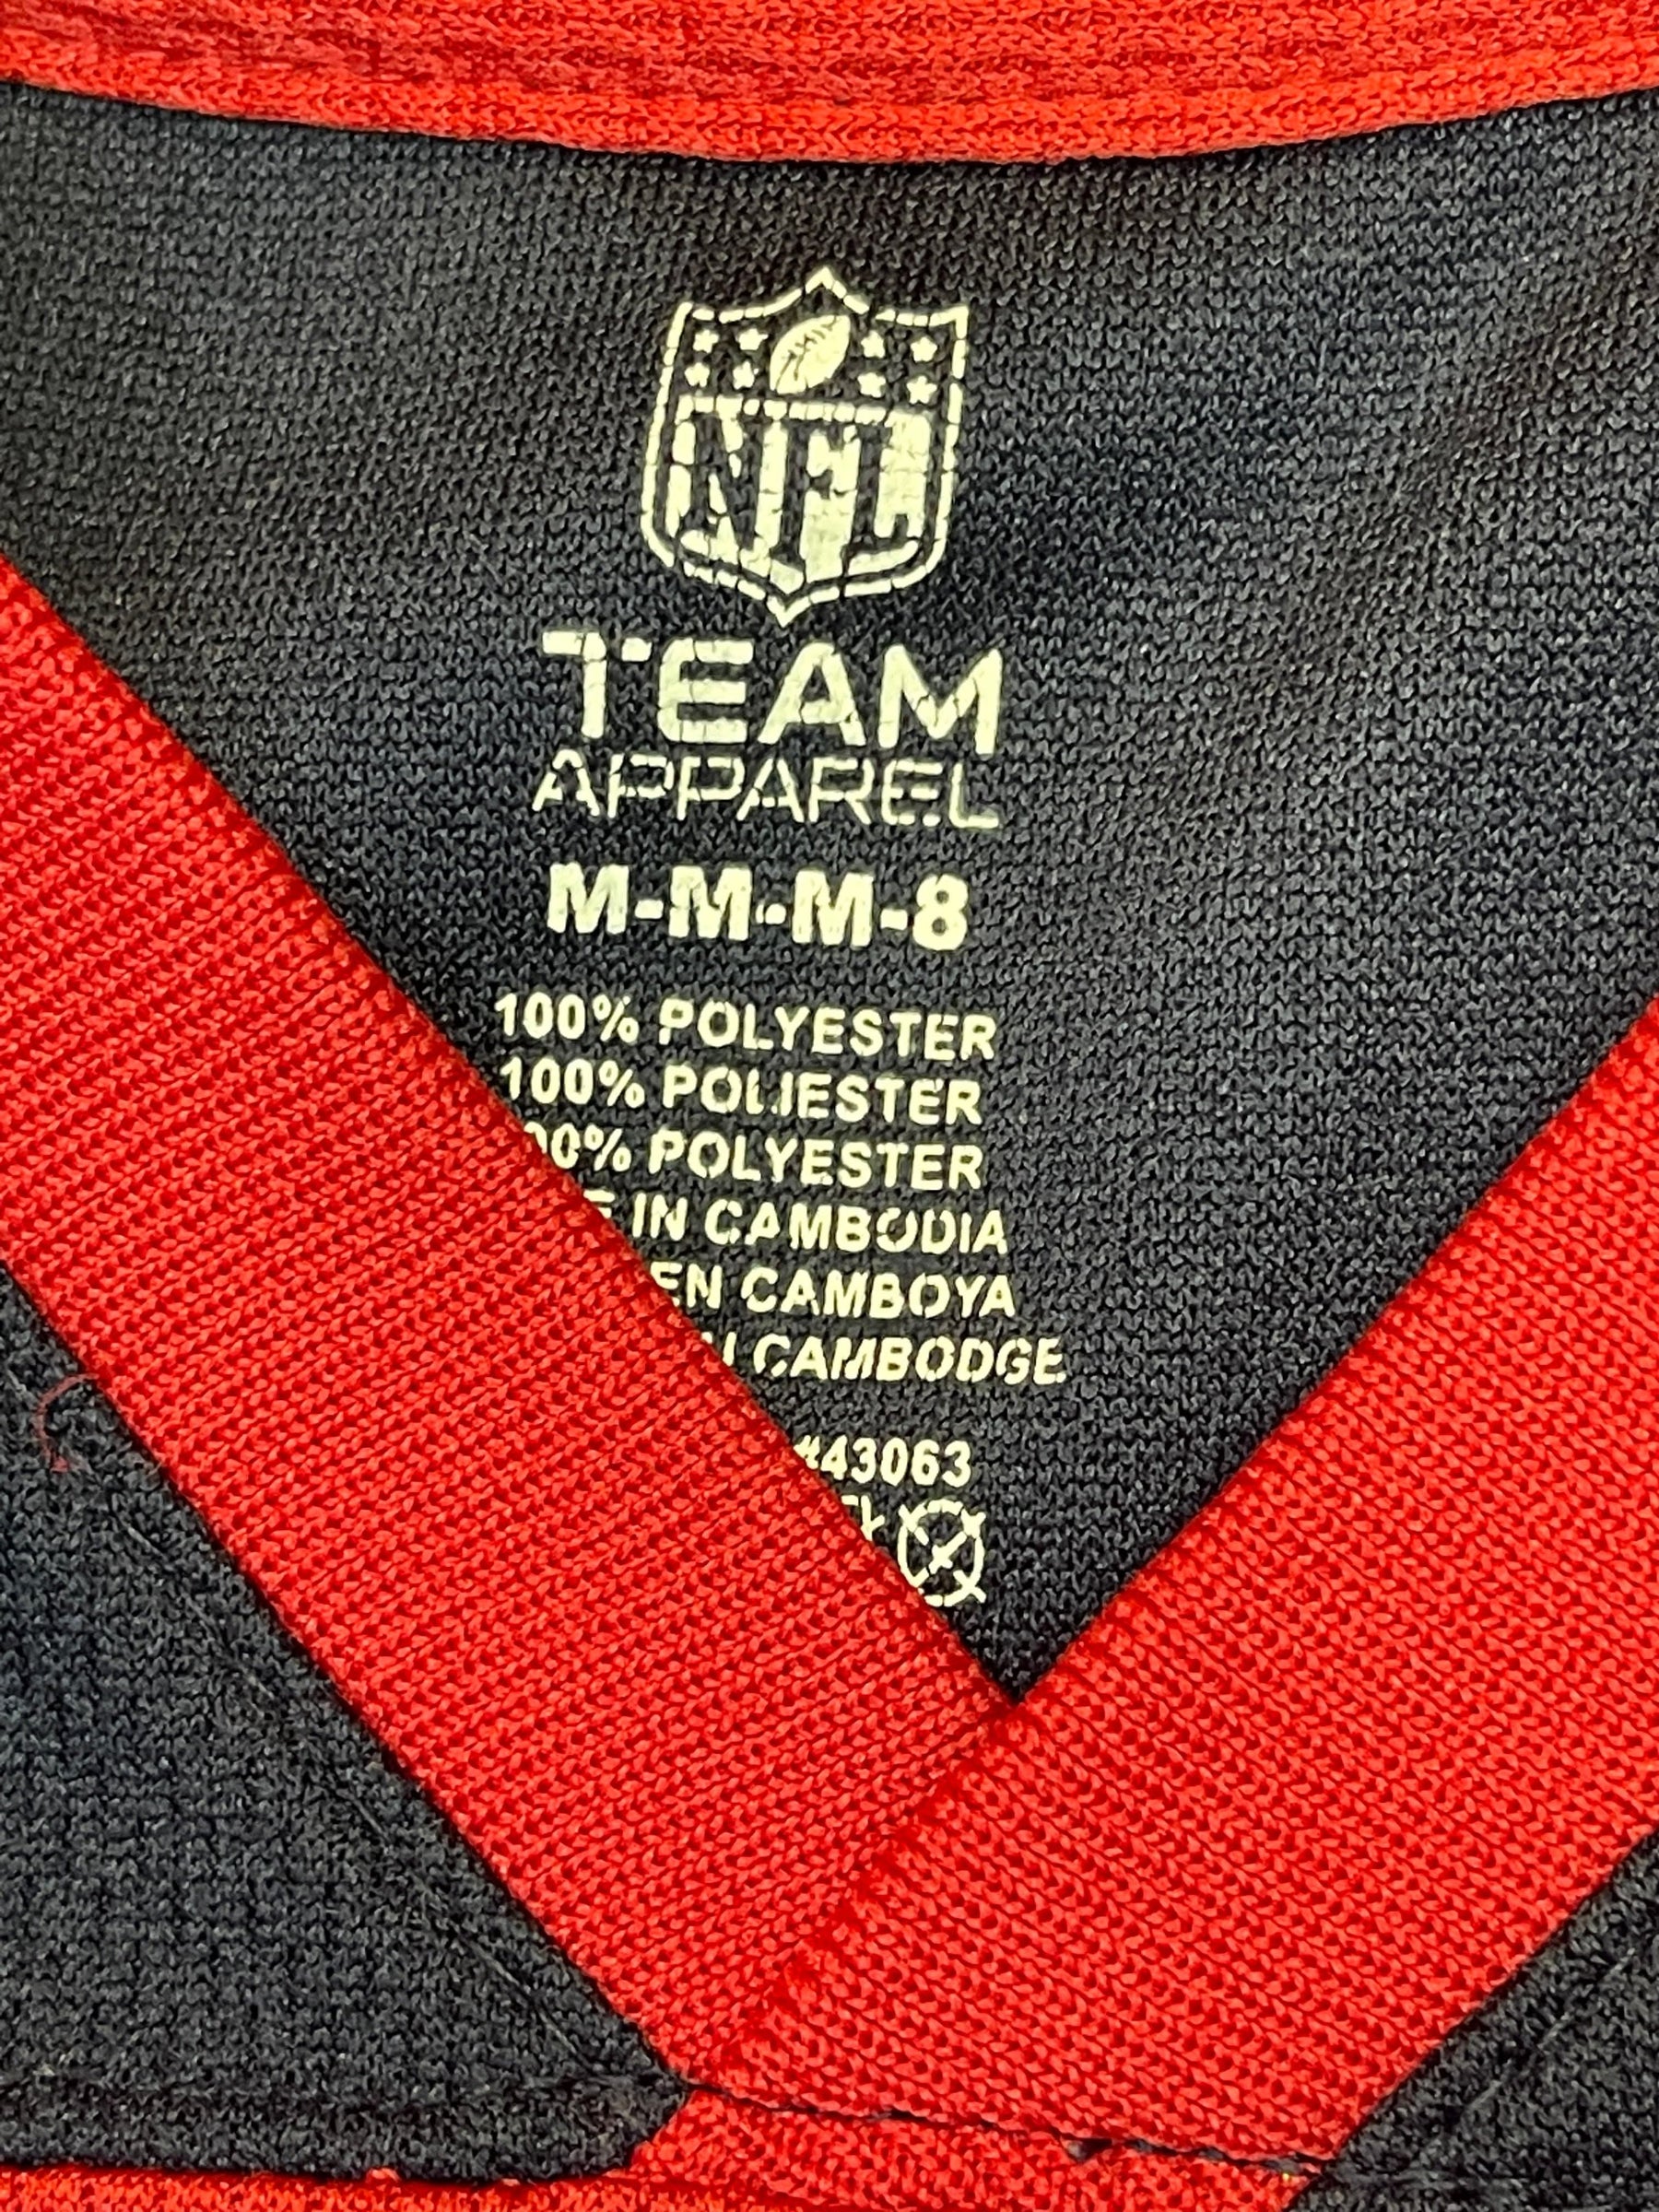 NFL
TEAM
APPAREL
M-M-M-8
100% POLYESTER
100% POLIESTER
00% POLYESTER
IN CAMBODIA
EN CAMBOYA
CAMBODGE
#43063